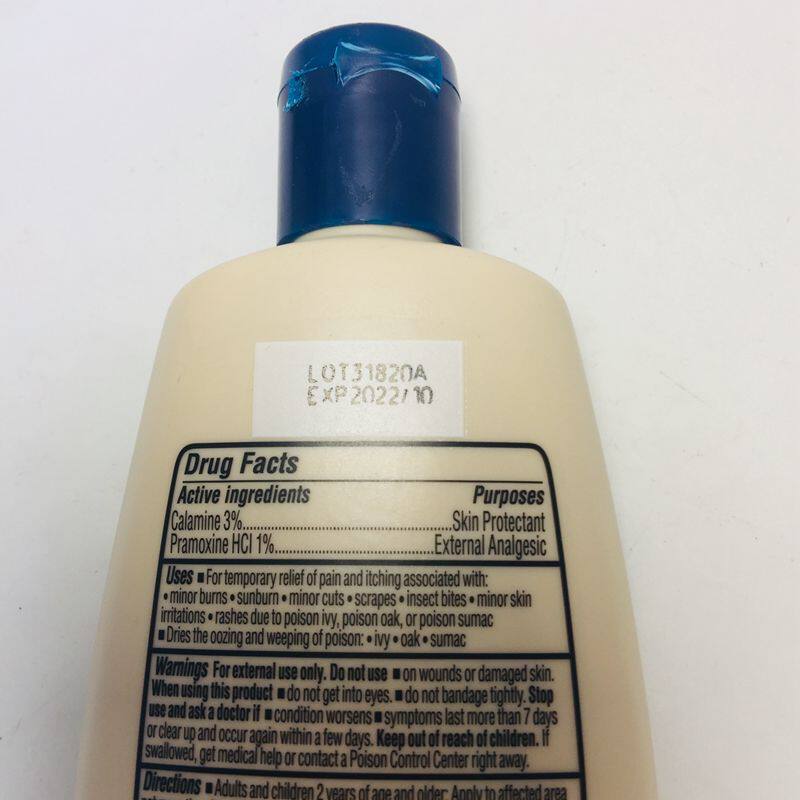 LOT31820A
EXP2022/10
Drug Facts
Active ingredients Purposes
Calamine 3%......................................................Skin Protectant
Pramoxine HCl 1%..........................................External Analgesic
Uses ■ For temporary relief of pain and itching associated with:
• minor burns • sunburn • minor cuts • scrapes • insect bites • minor skin
irritations • rashes due to poison ivy, poison oak, or poison sumac
■ Dries the oozing and weeping of poison: • ivy • oak • sumac
Warnings For external use only. Do not use ■ on wounds or damaged skin.
When using this product ■ do not get into eyes. ■ do not bandage tightly. Stop
use and ask a doctor if ■ condition worsens ■ symptoms last more than 7 days
or clear up and occur again within a few days. Keep out of reach of children. If
swallowed, get medical help or contact a Poison Control Center right away.
Directions ■ Adults and children 2 years of age and older: Apply to affected area